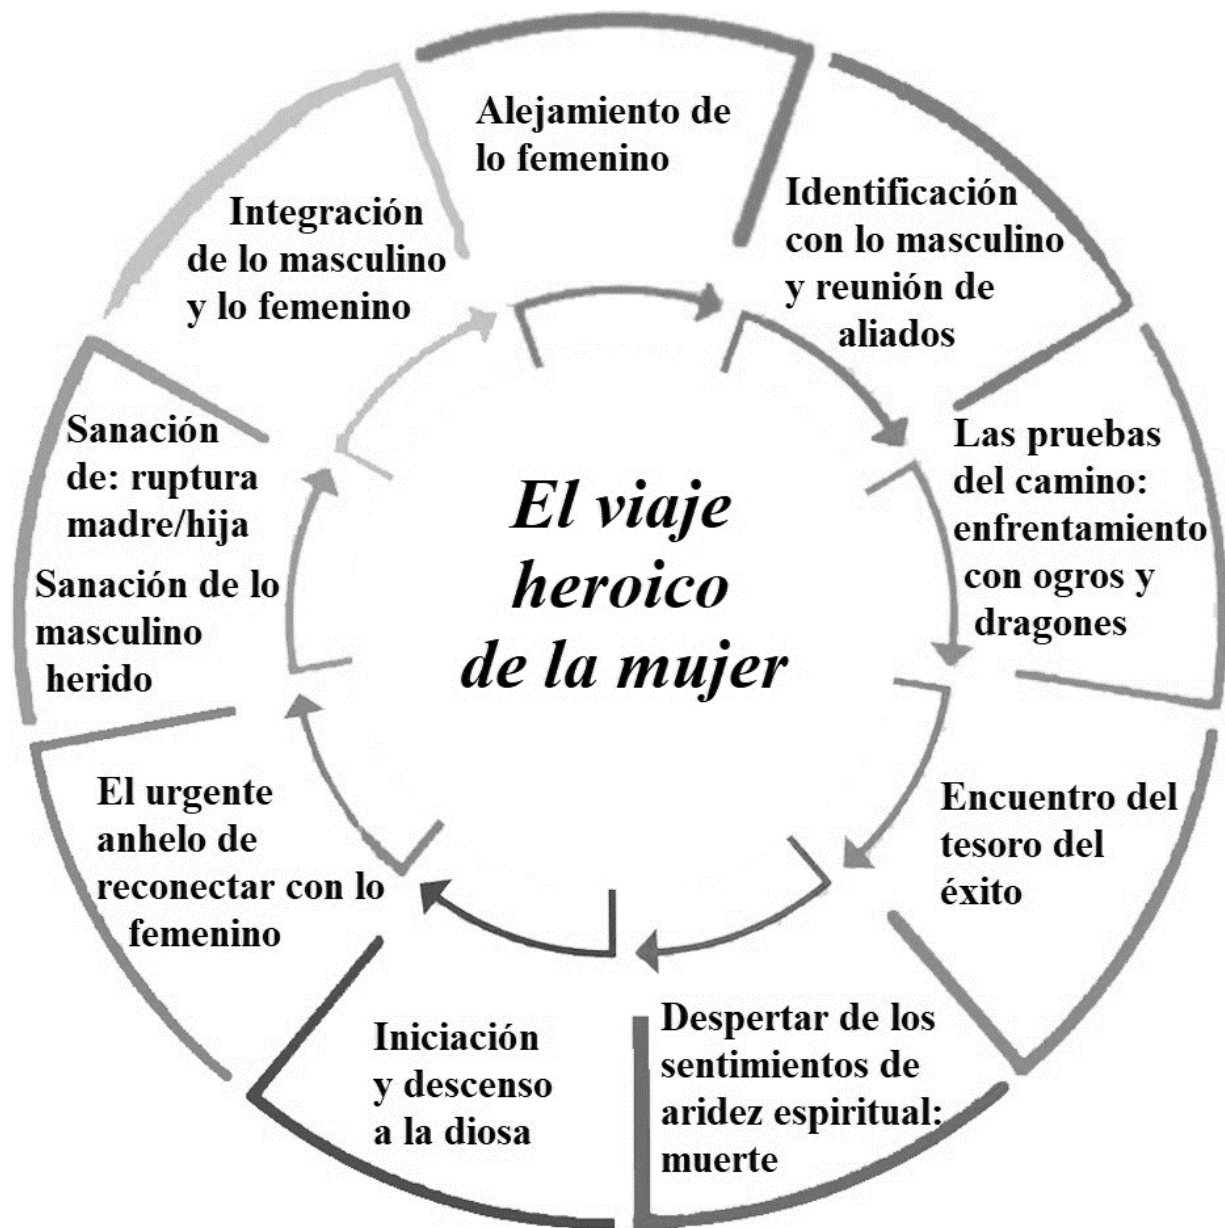 Alejamiento de
lo femenino
Identificación
con lo masculino
y reunión de
aliados
Las pruebas
del camino:
enfrentamiento
con ogros y
dragones
Encuentro del
tesoro del
éxito
Despertar de los
sentimientos de
aridez espiritual:
muerte
Iniciación
y descenso
a la diosa
El urgente
anhelo de
reconectar con lo
femenino
Sanación
de: ruptura
madre/hija
Sanación de lo
masculino
herido
Integración
de lo masculino
y lo femenino
El viaje
heroico
de la mujer